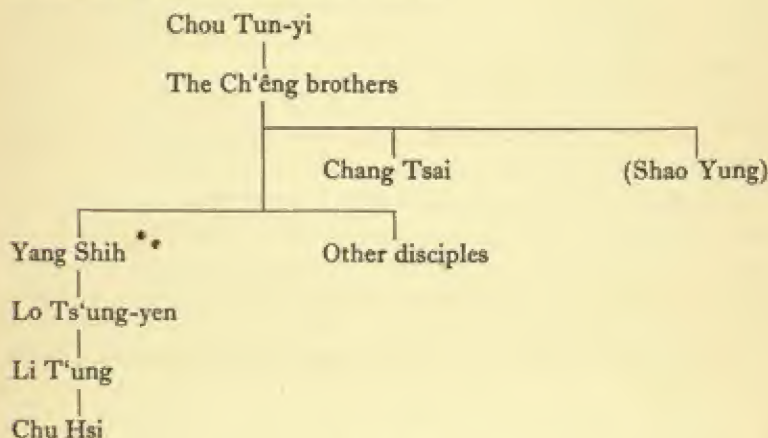 Chou Tun-yi
The Ch‘êng brothers
Chang Tsai
(Shao Yung)
Yang Shih
Other disciples
Lo Ts‘ung-yen
Li T‘ung
Chu Hsi